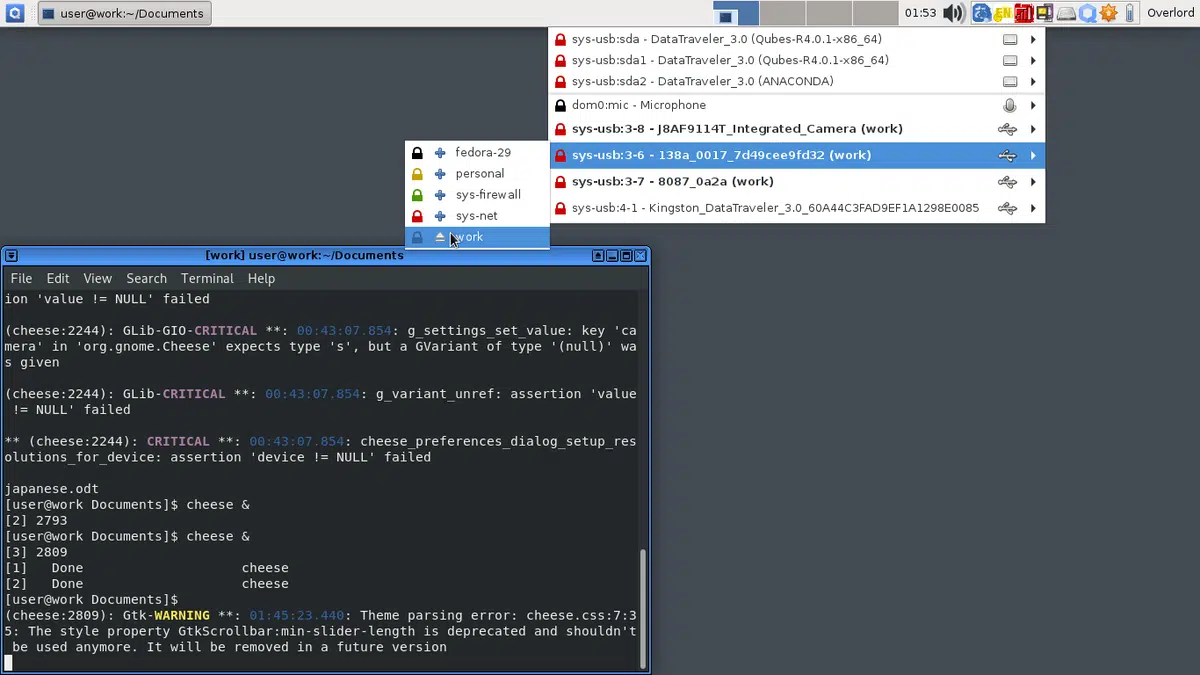 user@work:~/Documents
01:53
EN
Overlord
sys-usb:sda - DataTraveler_3.0 (Qubes-R4.0.1-x86_64)
sys-usb:sda1 - DataTraveler_3.0 (Qubes-R4.0.1-x86_64)
sys-usb:sda2 - DataTraveler_3.0 (ANACONDA)
dom0:mic - Microphone
sys-usb:3-8 - J8AF9114T_Integrated_Camera (work)
sys-usb:3-6 - 138a_0017_7d49cee9fd32 (work)
sys-usb:3-7 - 8087_0a2a (work)
sys-usb:4-1 - Kingston_DataTraveler_3.0_60A44C3FAD9EF1A1298E0085
fedora-29
personal
sys-firewall
sys-net
work
[work] user@work:~/Documents
File Edit View Search Terminal Help
ion 'value != NULL' failed
(cheese:2244): GLib-GIO-CRITICAL **: 00:43:07.854: g_settings_set_value: key 'ca
mera' in 'org.gnome.Cheese' expects type 's', but a GVariant of type '(null)' wa
s given
(cheese:2244): GLib-CRITICAL **: 00:43:07.854: g_variant_unref: assertion 'value
 != NULL' failed
** (cheese:2244): CRITICAL **: 00:43:07.854: cheese_preferences_dialog_setup_res
olutions_for_device: assertion 'device != NULL' failed
japanese.odt
[user@work Documents]$ cheese &
[2] 2793
[user@work Documents]$ cheese &
[3] 2809
[1]   Done                    cheese
[2]   Done                    cheese
[user@work Documents]$
(cheese:2809): Gtk-WARNING **: 01:45:23.440: Theme parsing error: cheese.css:7:3
5: The style property GtkScrollbar:min-slider-length is deprecated and shouldn't
 be used anymore. It will be removed in a future version